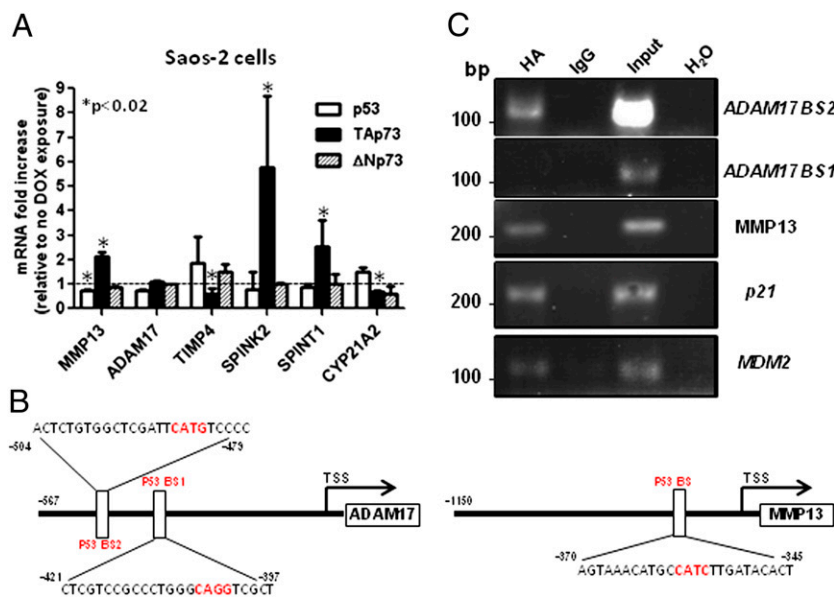 A
Saos-2 cells
mRNA fold increase
(relative to no DOX exposure)
9
8
7
6
5
4
3
2
1
0
*p<0.02
p53
TAp73
ΔNp73
*
*
*
*
*
*
MMP13
ADAM17
TIMP4
SPINK2
SPINT1
CYP21A2
C
bp
HA
IgG
Input
H2O
100
ADAM17 BS2
100
ADAM17 BS1
200
MMP13
200
p21
100
MDM2
B
ACTCTGTGGCTCGATTCATGTCCCC
-504
-479
P53 BS1
TSS
-567
ADAM17
P53 BS2
-421
-397
CTCGTCCGCCCTGGGCAGGTCGCT
P53 BS
TSS
-1150
MMP13
-370
-345
AGTAAACATGCCATCTTGATACACT